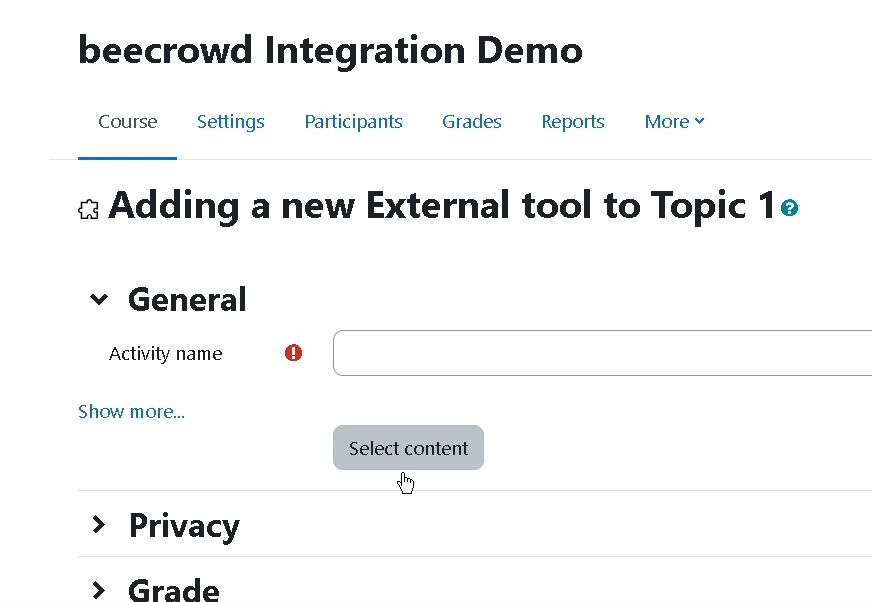 beecrowd Integration Demo
Course Settings Participants Grades Reports More
Adding a new External tool to Topic 1
General
Activity name
Show more...
Select content
Privacy
Grade